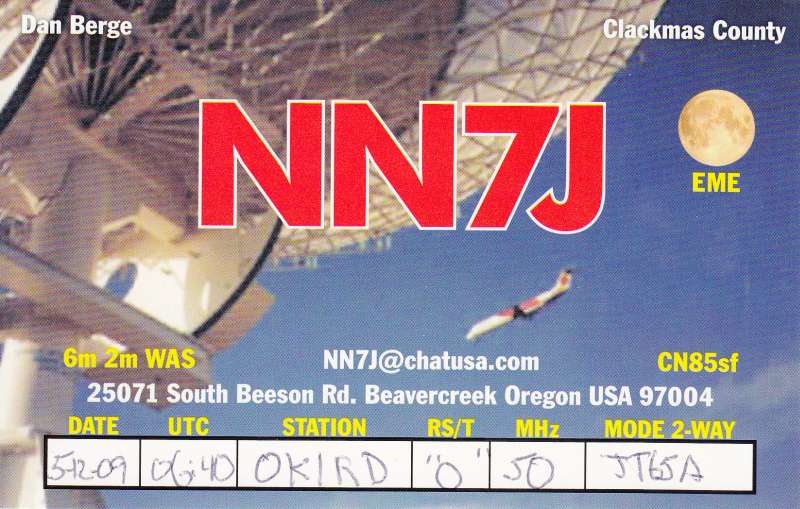 Dan Berge Clackmas County
NN7J
EME
6m 2m WAS NN7J@chatusa.com CN85sf
25071 South Beeson Rd. Beavercreek Oregon USA 97004
DATE UTC STATION RS/T MHz MODE 2-WAY
5-12-09 06:40 OK1RD "O" 50 JT65A